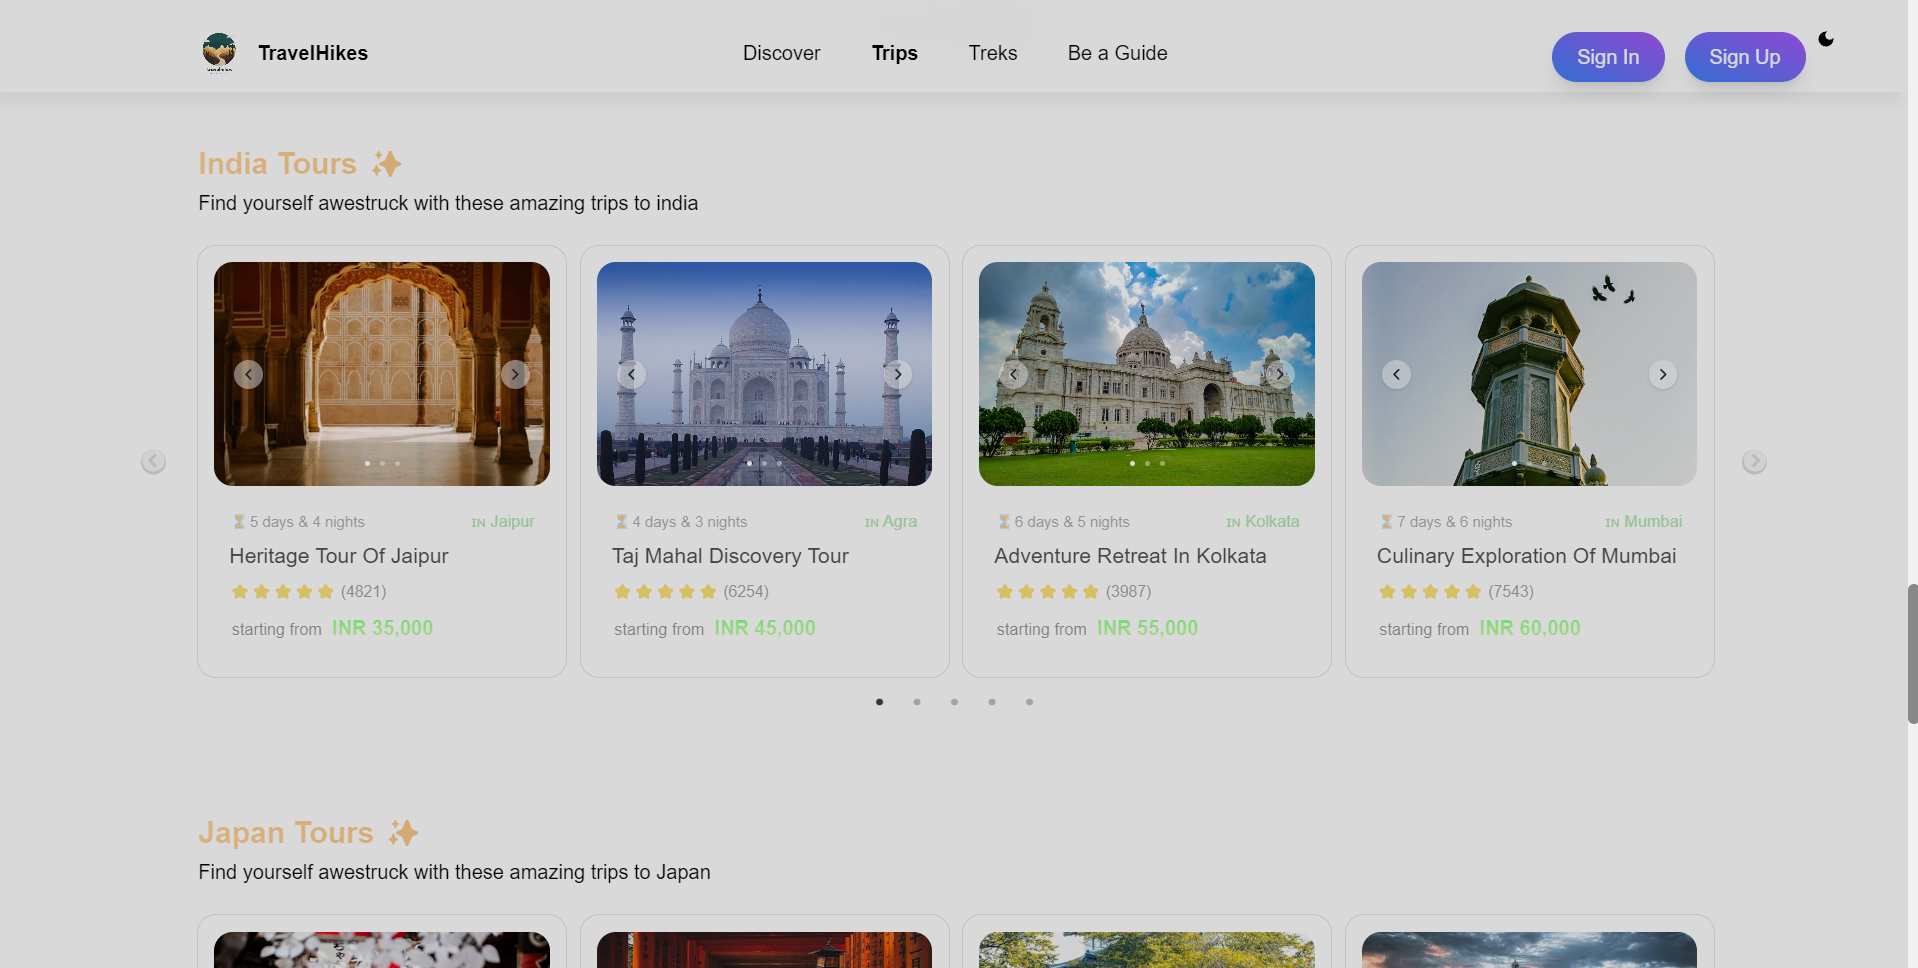 TravelHikes
Discover
Trips
Treks
Be a Guide
Sign In
Sign Up
India Tours ✨
Find yourself awestruck with these amazing trips to india
⏳ 5 days & 4 nights
IN Jaipur
Heritage Tour Of Jaipur
(4821)
starting from INR 35,000
⏳ 4 days & 3 nights
IN Agra
Taj Mahal Discovery Tour
(6254)
starting from INR 45,000
⏳ 6 days & 5 nights
IN Kolkata
Adventure Retreat In Kolkata
(3987)
starting from INR 55,000
⏳ 7 days & 6 nights
IN Mumbai
Culinary Exploration Of Mumbai
(7543)
starting from INR 60,000
Japan Tours ✨
Find yourself awestruck with these amazing trips to Japan